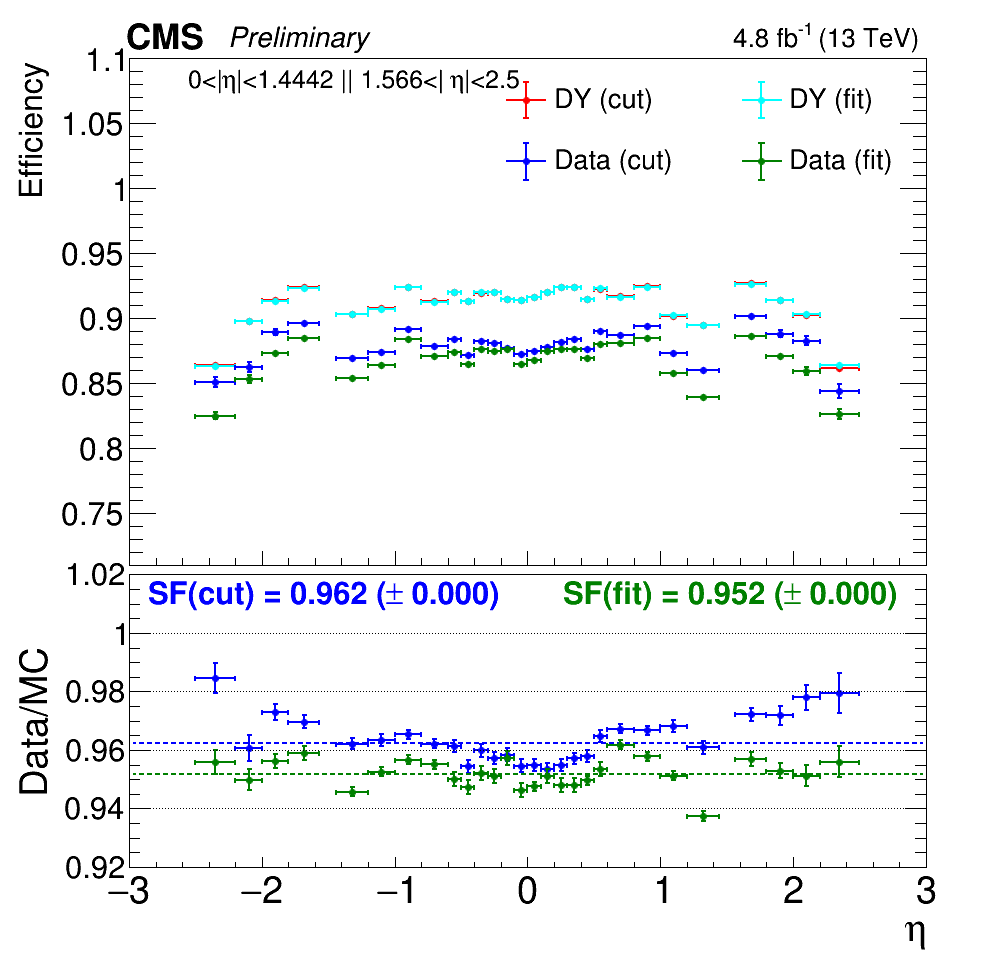 CMS Preliminary 4.8 fb-1 (13 TeV)
0<|η|<1.4442 || 1.566<| η|<2.5
DY (cut) DY (fit)
Data (cut) Data (fit)
Efficiency
1.1
1.05
1
0.95
0.9
0.85
0.8
0.75
SF(cut) = 0.962 (± 0.000) SF(fit) = 0.952 (± 0.000)
Data/MC
1.02
1
0.98
0.96
0.94
0.92
−3 −2 −1 0 1 2 3
η